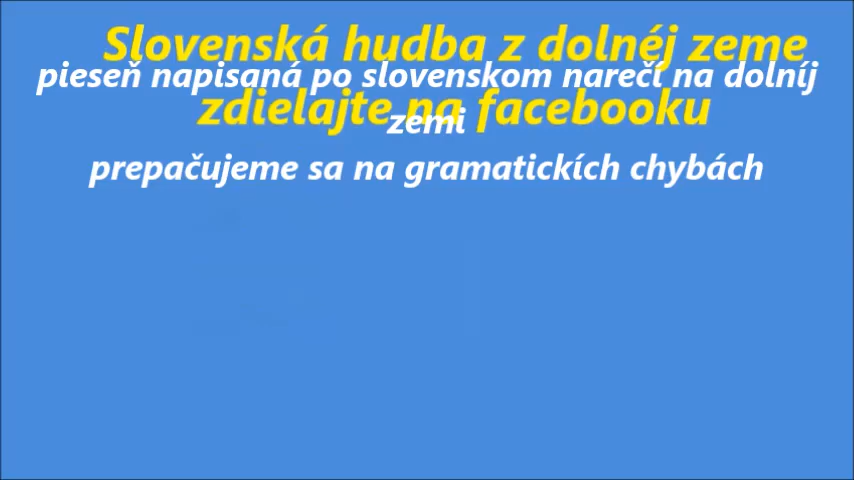 Slovenská hudba z dolnéj zeme
pieseň napisaná po slovenskom narečí na dolníj
zdielajte na facebooku
zemi
prepačujeme sa na gramatickích chybách